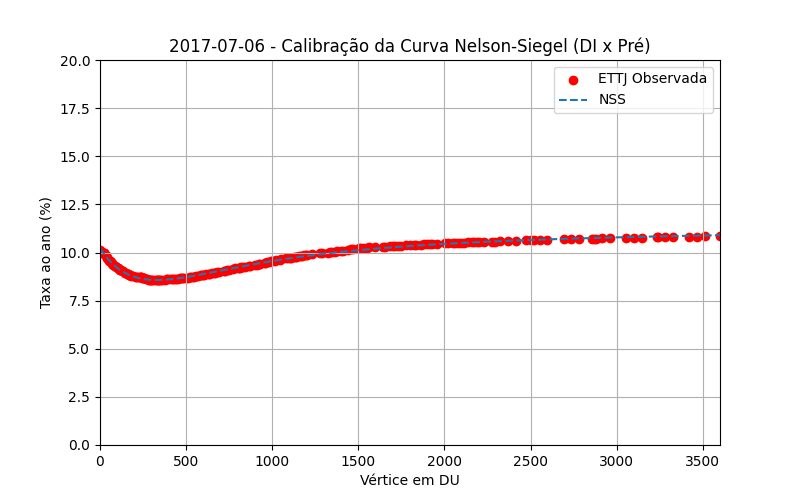 2017-07-06 - Calibração da Curva Nelson-Siegel (DI x Pré)
ETTJ Observada
NSS
Taxa ao ano (%)
20.0
17.5
15.0
12.5
10.0
7.5
5.0
2.5
0.0
0 500 1000 1500 2000 2500 3000 3500
Vértice em DU